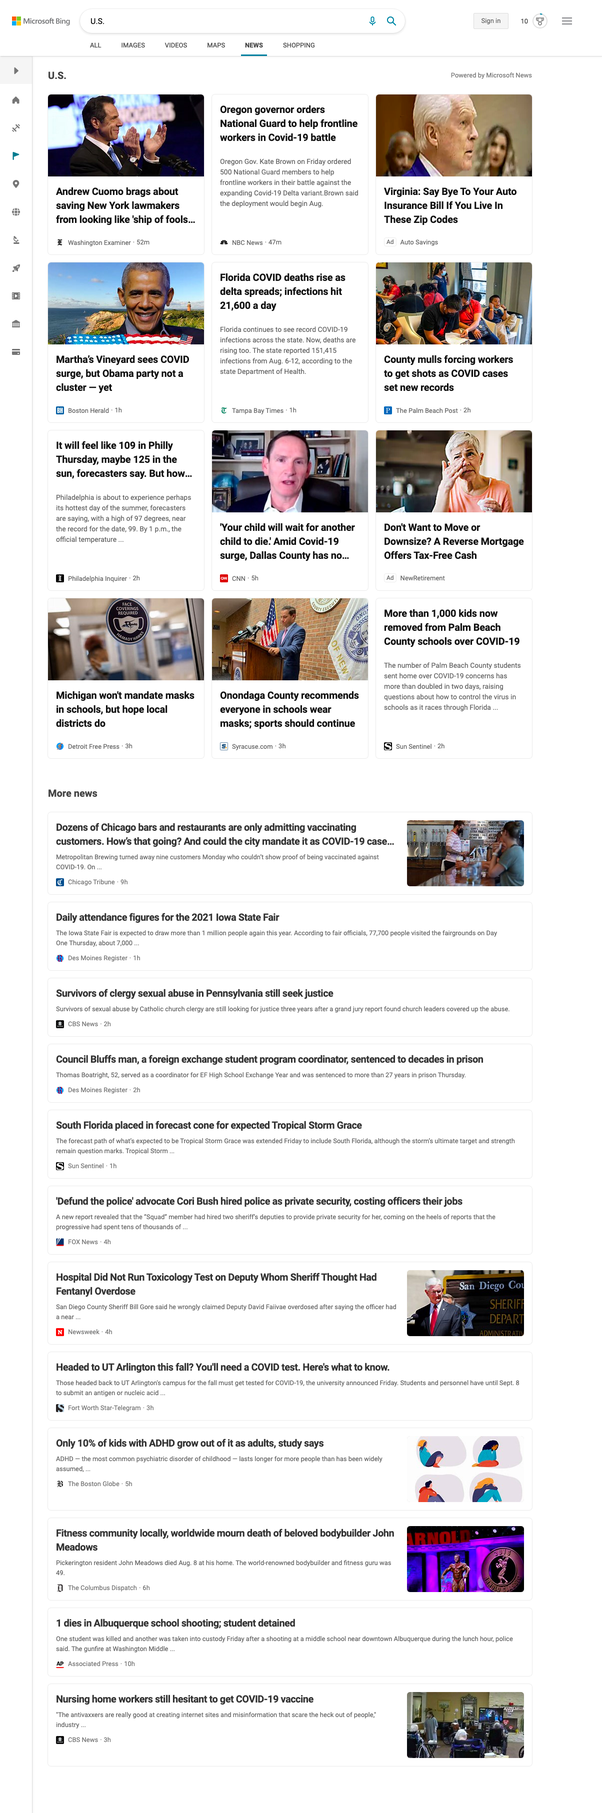 Microsoft Bing
U.S.
Sign in
10
ALL
IMAGES
VIDEOS
MAPS
NEWS
SHOPPING
U.S.
Powered by Microsoft News
Andrew Cuomo brags about
saving New York lawmakers
from looking like 'ship of fools...
Washington Examiner · 52m
Oregon governor orders
National Guard to help frontline
workers in Covid-19 battle
Oregon Gov. Kate Brown on Friday ordered
500 National Guard members to help
frontline workers in their battle against the
expanding Covid-19 Delta variant.Brown said
the deployment would begin Aug.
NBC News · 47m
Virginia: Say Bye To Your Auto
Insurance Bill If You Live In
These Zip Codes
Ad Auto Savings
Martha's Vineyard sees COVID
surge, but Obama party not a
cluster — yet
Boston Herald · 1h
Florida COVID deaths rise as
delta spreads; infections hit
21,600 a day
Florida continues to see record COVID-19
infections across the state. Now, deaths are
rising too. The state reported 151,415
infections from Aug. 6-12, according to the
state Department of Health.
Tampa Bay Times · 1h
County mulls forcing workers
to get shots as COVID cases
set new records
The Palm Beach Post · 2h
It will feel like 109 in Philly
Thursday, maybe 125 in the
sun, forecasters say. But how...
Philadelphia is about to experience perhaps
its hottest day of the summer, forecasters
are saying, with a high of 97 degrees, near
the record for the date, 99. By 1 p.m., the
official temperature ...
Philadelphia Inquirer · 2h
'Your child will wait for another
child to die.' Amid Covid-19
surge, Dallas County has no...
CNN · 5h
Don't Want to Move or
Downsize? A Reverse Mortgage
Offers Tax-Free Cash
Ad NewRetirement
FACE
COVERINGS
REQUIRED
Michigan won't mandate masks
in schools, but hope local
districts do
Detroit Free Press · 3h
Onondaga County recommends
everyone in schools wear
masks; sports should continue
Syracuse.com · 3h
More than 1,000 kids now
removed from Palm Beach
County schools over COVID-19
The number of Palm Beach County students
sent home over COVID-19 concerns has
more than doubled in two days, raising
questions about how to control the virus in
schools as it races through Florida ...
Sun Sentinel · 2h
More news
Dozens of Chicago bars and restaurants are only admitting vaccinating
customers. How's that going? And could the city mandate it as COVID-19 case...
Metropolitan Brewing turned away nine customers Monday who couldn't show proof of being vaccinated against
COVID-19. On ...
Chicago Tribune · 9h
Daily attendance figures for the 2021 Iowa State Fair
The Iowa State Fair is expected to draw more than 1 million people again this year. According to fair officials, 77,700 people visited the fairgrounds on Day
One Thursday, about 7,000 ...
Des Moines Register · 1h
Survivors of clergy sexual abuse in Pennsylvania still seek justice
Survivors of sexual abuse by Catholic church clergy are still looking for justice three years after a grand jury report found church leaders covered up the abuse.
CBS News · 2h
Council Bluffs man, a foreign exchange student program coordinator, sentenced to decades in prison
Thomas Boatright, 52, served as a coordinator for EF High School Exchange Year and was sentenced to more than 27 years in prison Thursday.
Des Moines Register · 2h
South Florida placed in forecast cone for expected Tropical Storm Grace
The forecast path of what's expected to be Tropical Storm Grace was extended Friday to include South Florida, although the storm's ultimate target and strength
remain question marks. Tropical Storm ...
Sun Sentinel · 1h
'Defund the police' advocate Cori Bush hired police as private security, costing officers their jobs
A new report revealed that the "Squad" member had hired two sheriff's deputies to provide private security for her, coming on the heels of reports that the
progressive had spent tens of thousands of ...
FOX News · 4h
Hospital Did Not Run Toxicology Test on Deputy Whom Sheriff Thought Had
Fentanyl Overdose
San Diego County Sheriff Bill Gore said he wrongly claimed Deputy David Faiivae overdosed after saying the officer had
a near ...
Newsweek · 4h
San Diego Cou
SHERIFF
DEPART
ADMINISTRATI
Headed to UT Arlington this fall? You'll need a COVID test. Here's what to know.
Those headed back to UT Arlington's campus for the fall must get tested for COVID-19, the university announced Friday. Students and personnel have until Sept. 8
to submit an antigen or nucleic acid ...
Fort Worth Star-Telegram · 3h
Only 10% of kids with ADHD grow out of it as adults, study says
ADHD — the most common psychiatric disorder of childhood — lasts longer for more people than has been widely
assumed, ...
The Boston Globe · 5h
Fitness community locally, worldwide mourn death of beloved bodybuilder John
Meadows
Pickerington resident John Meadows died Aug. 8 at his home. The world-renowned bodybuilder and fitness guru was
49.
The Columbus Dispatch · 6h
ARNOLD
1 dies in Albuquerque school shooting; student detained
One student was killed and another was taken into custody Friday after a shooting at a middle school near downtown Albuquerque during the lunch hour, police
said. The gunfire at Washington Middle ...
AP Associated Press · 10h
Nursing home workers still hesitant to get COVID-19 vaccine
"The antivaxxers are really good at creating internet sites and misinformation that scare the heck out of people,"
industry ...
CBS News · 3h